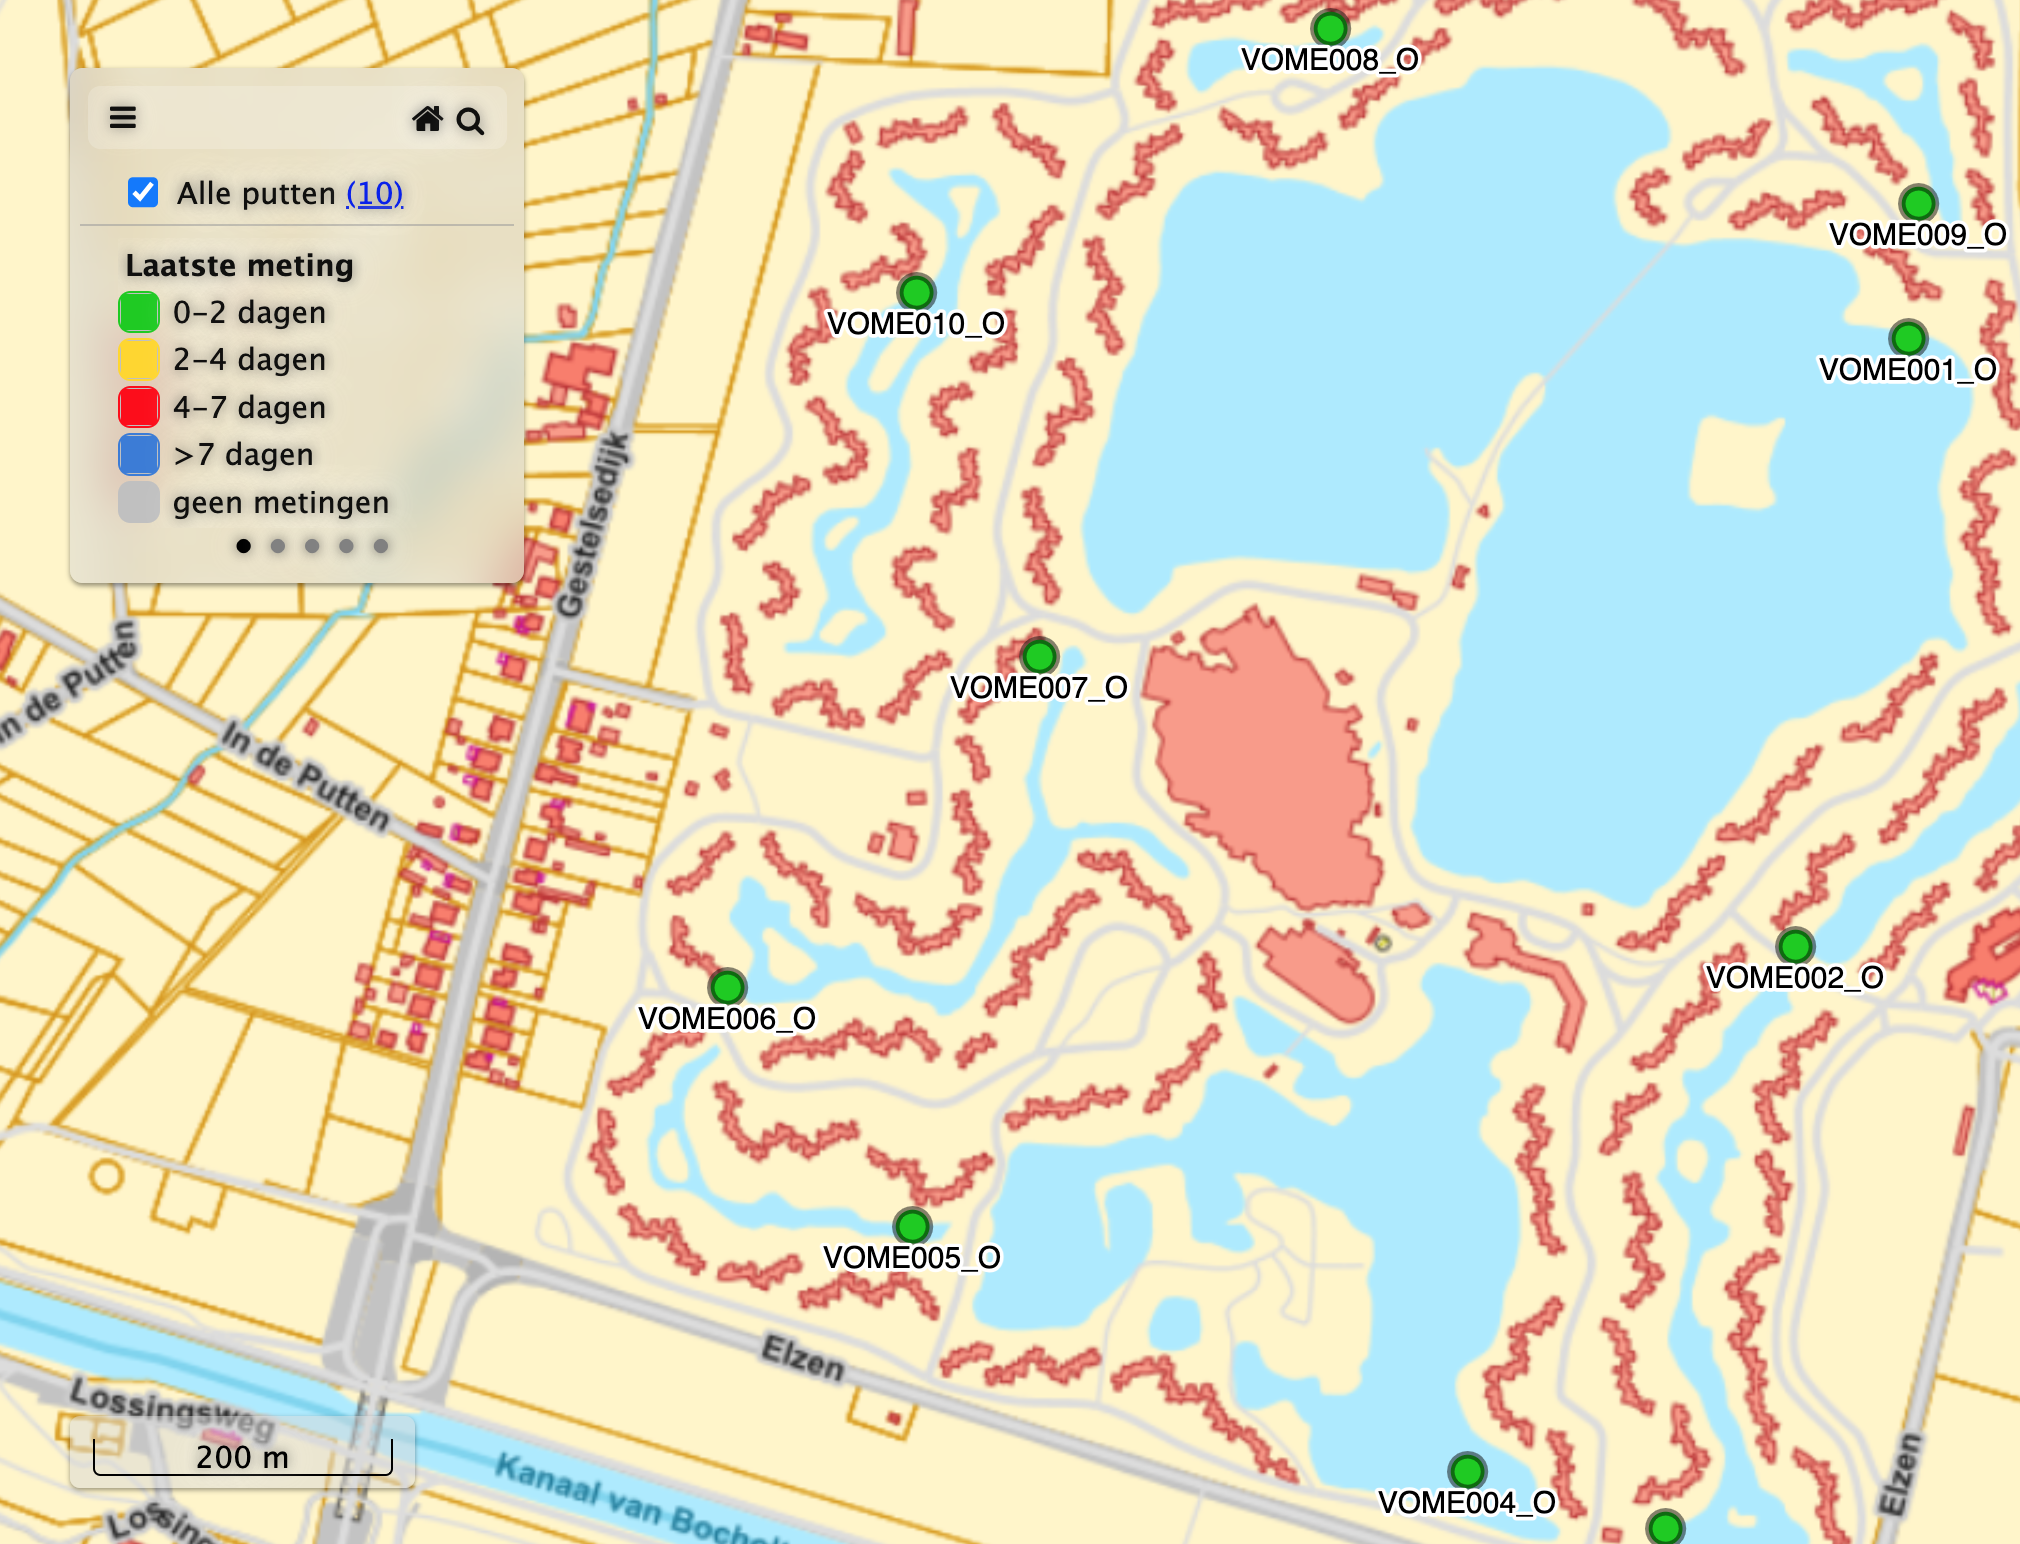 Alle putten (10)
Laatste meting
0-2 dagen
2-4 dagen
4-7 dagen
>7 dagen
geen metingen
VOME008_O
VOME009_O
VOME010_O
VOME001_O
Gestelsedijk
In de Putten
In de Putten
VOME007_O
VOME002_O
VOME006_O
VOME005_O
Elzen
Lossingsweg
200 m
Kanaal van Bochol
VOME004_O
Elzen